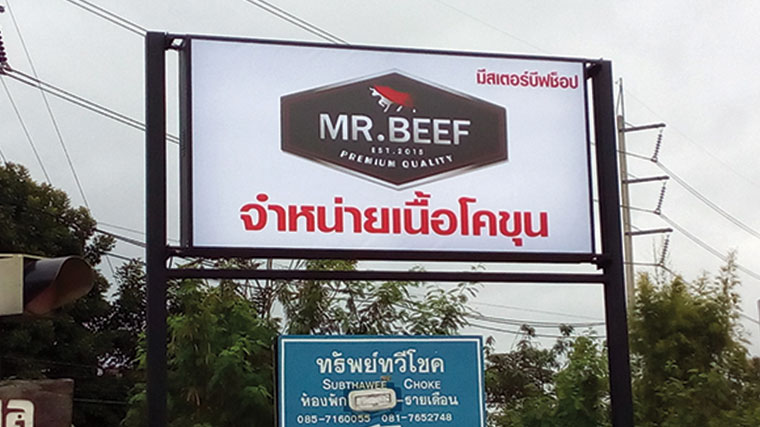 มีสเตอร์บีฟช็อป
MR.BEEF
EST.2015
PREMIUM QUALITY
จำหน่ายเนื้อโคขุน
ทรัพย์ทวีโชค
SUBTHAWEE CHOKE
ห้องพัก -รายเดือน
085-7160055 081-7652748